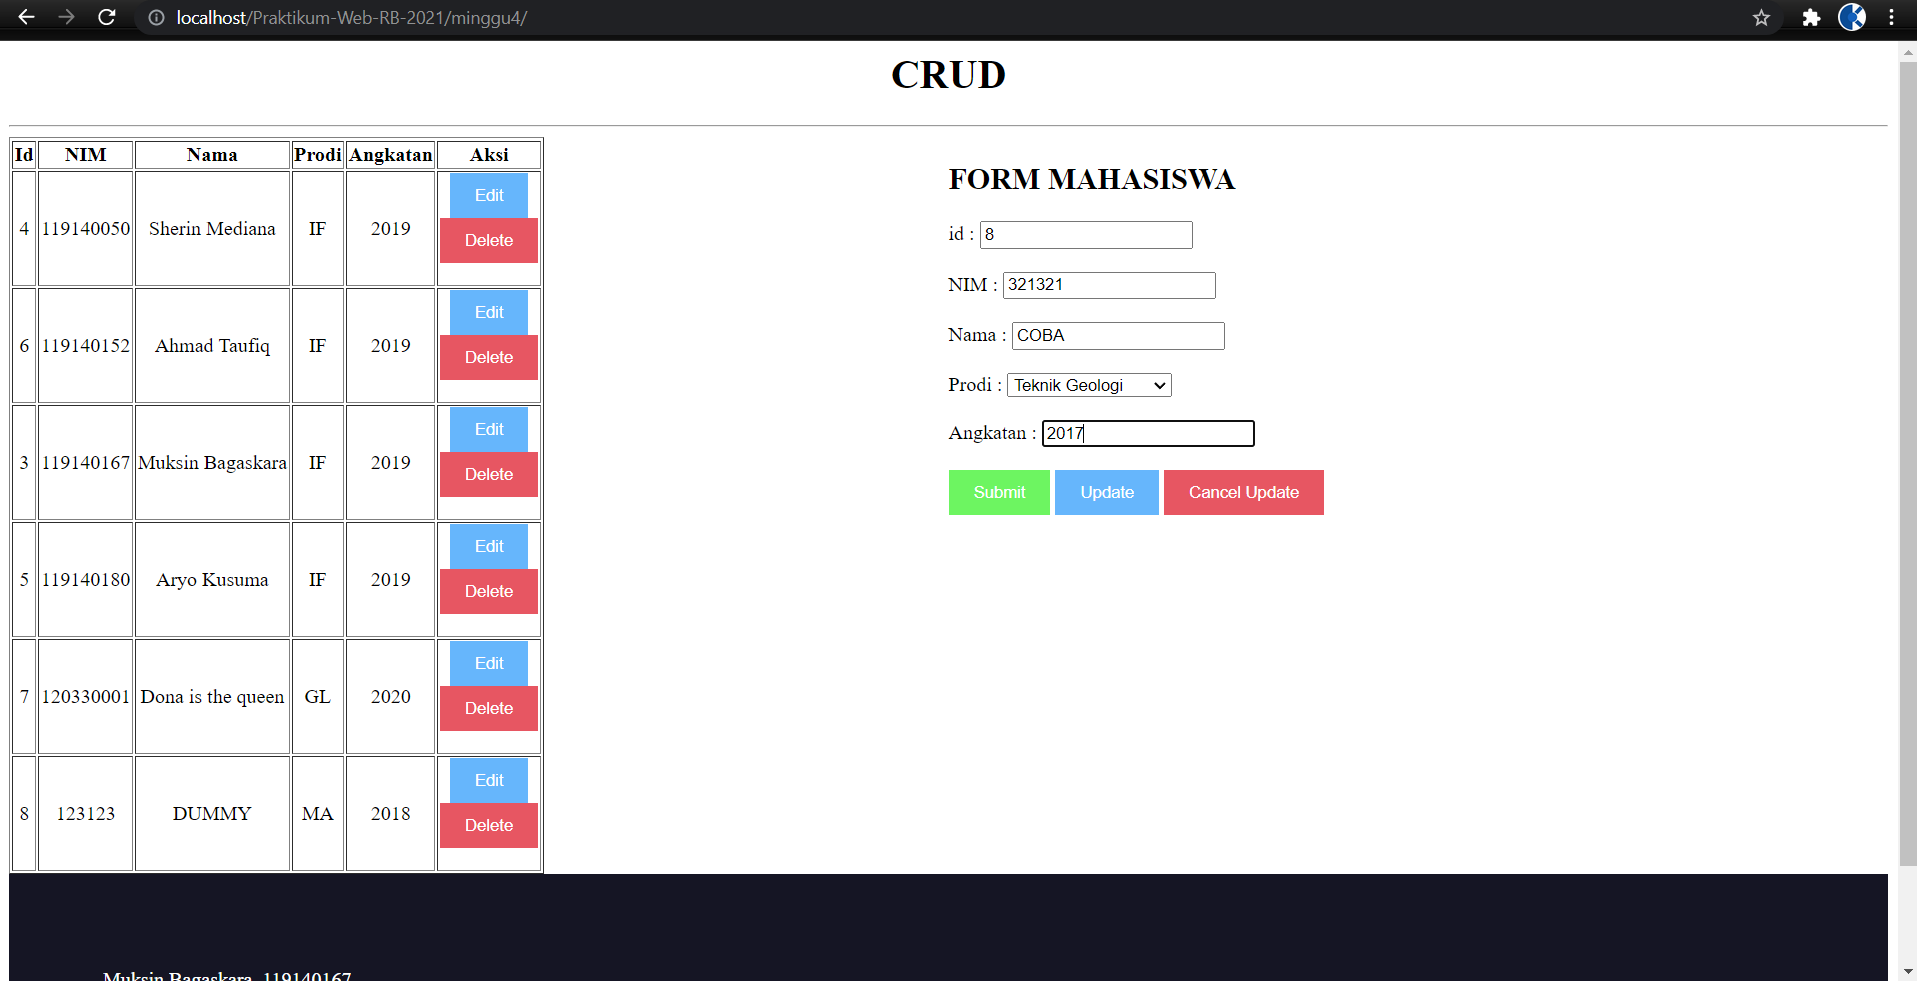 localhost/Praktikum-Web-RB-2021/minggu4/
CRUD
Id NIM Nama Prodi Angkatan Aksi
4 119140050 Sherin Mediana IF 2019 Edit
Delete
6 119140152 Ahmad Taufiq IF 2019 Edit
Delete
3 119140167 Muksin Bagaskara IF 2019 Edit
Delete
5 119140180 Aryo Kusuma IF 2019 Edit
Delete
7 120330001 Dona is the queen GL 2020 Edit
Delete
8 123123 DUMMY MA 2018 Edit
Delete
FORM MAHASISWA
id : 8
NIM : 321321
Nama : COBA
Prodi : Teknik Geologi
Angkatan : 2017
Submit Update Cancel Update
Muksin Bagaskara 119140167